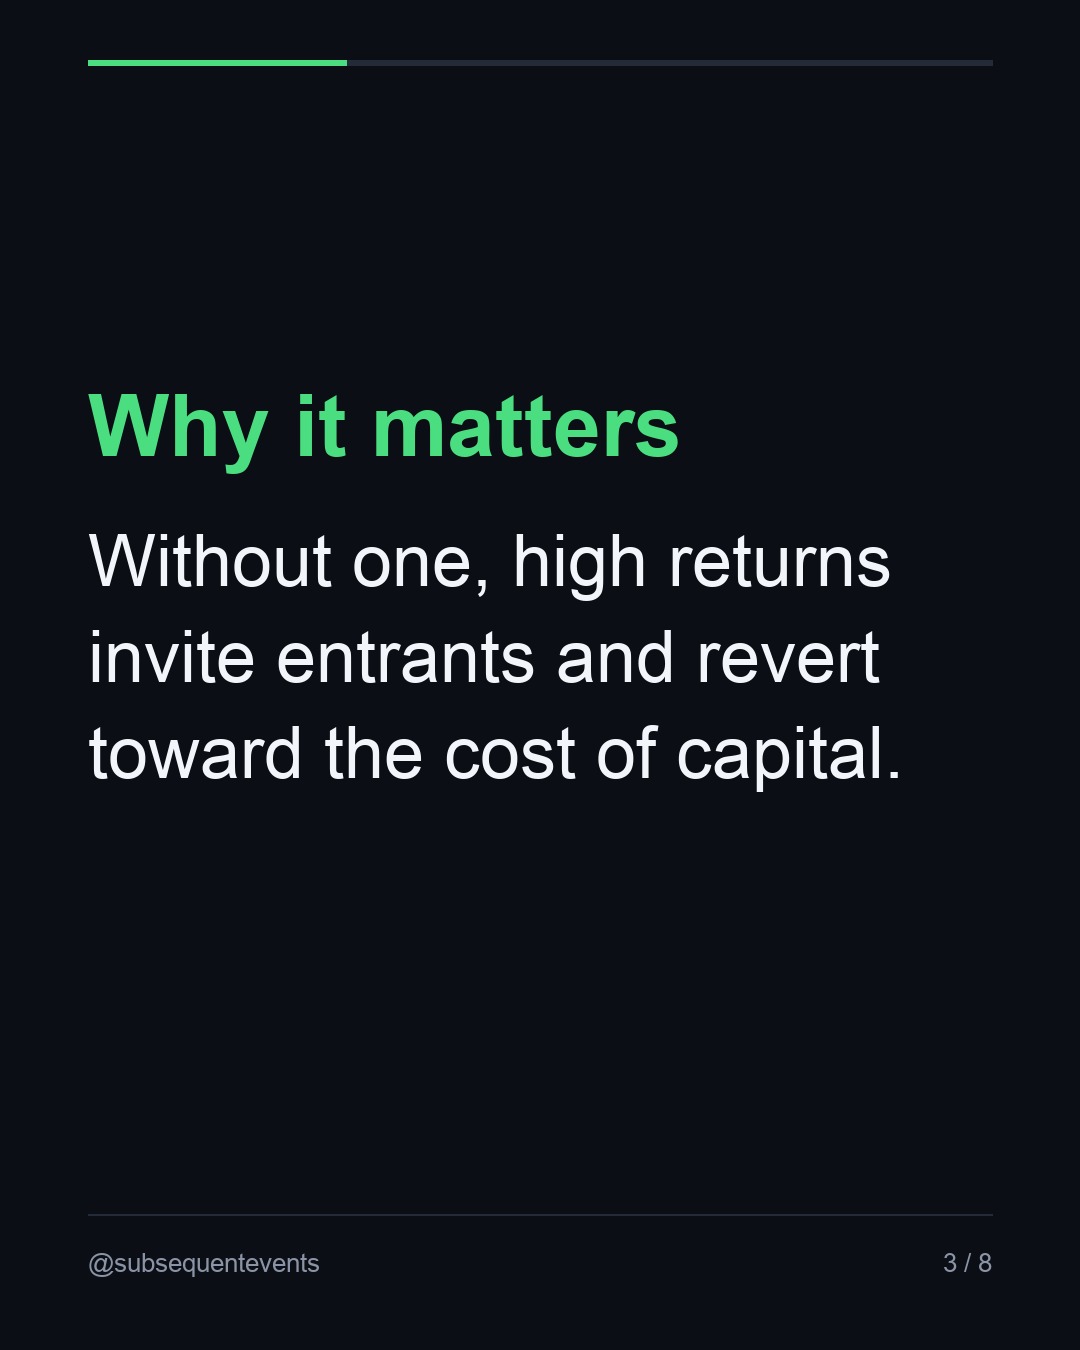 Why it matters
Without one, high returns
invite entrants and revert
toward the cost of capital.
@subsequentevents
3 / 8